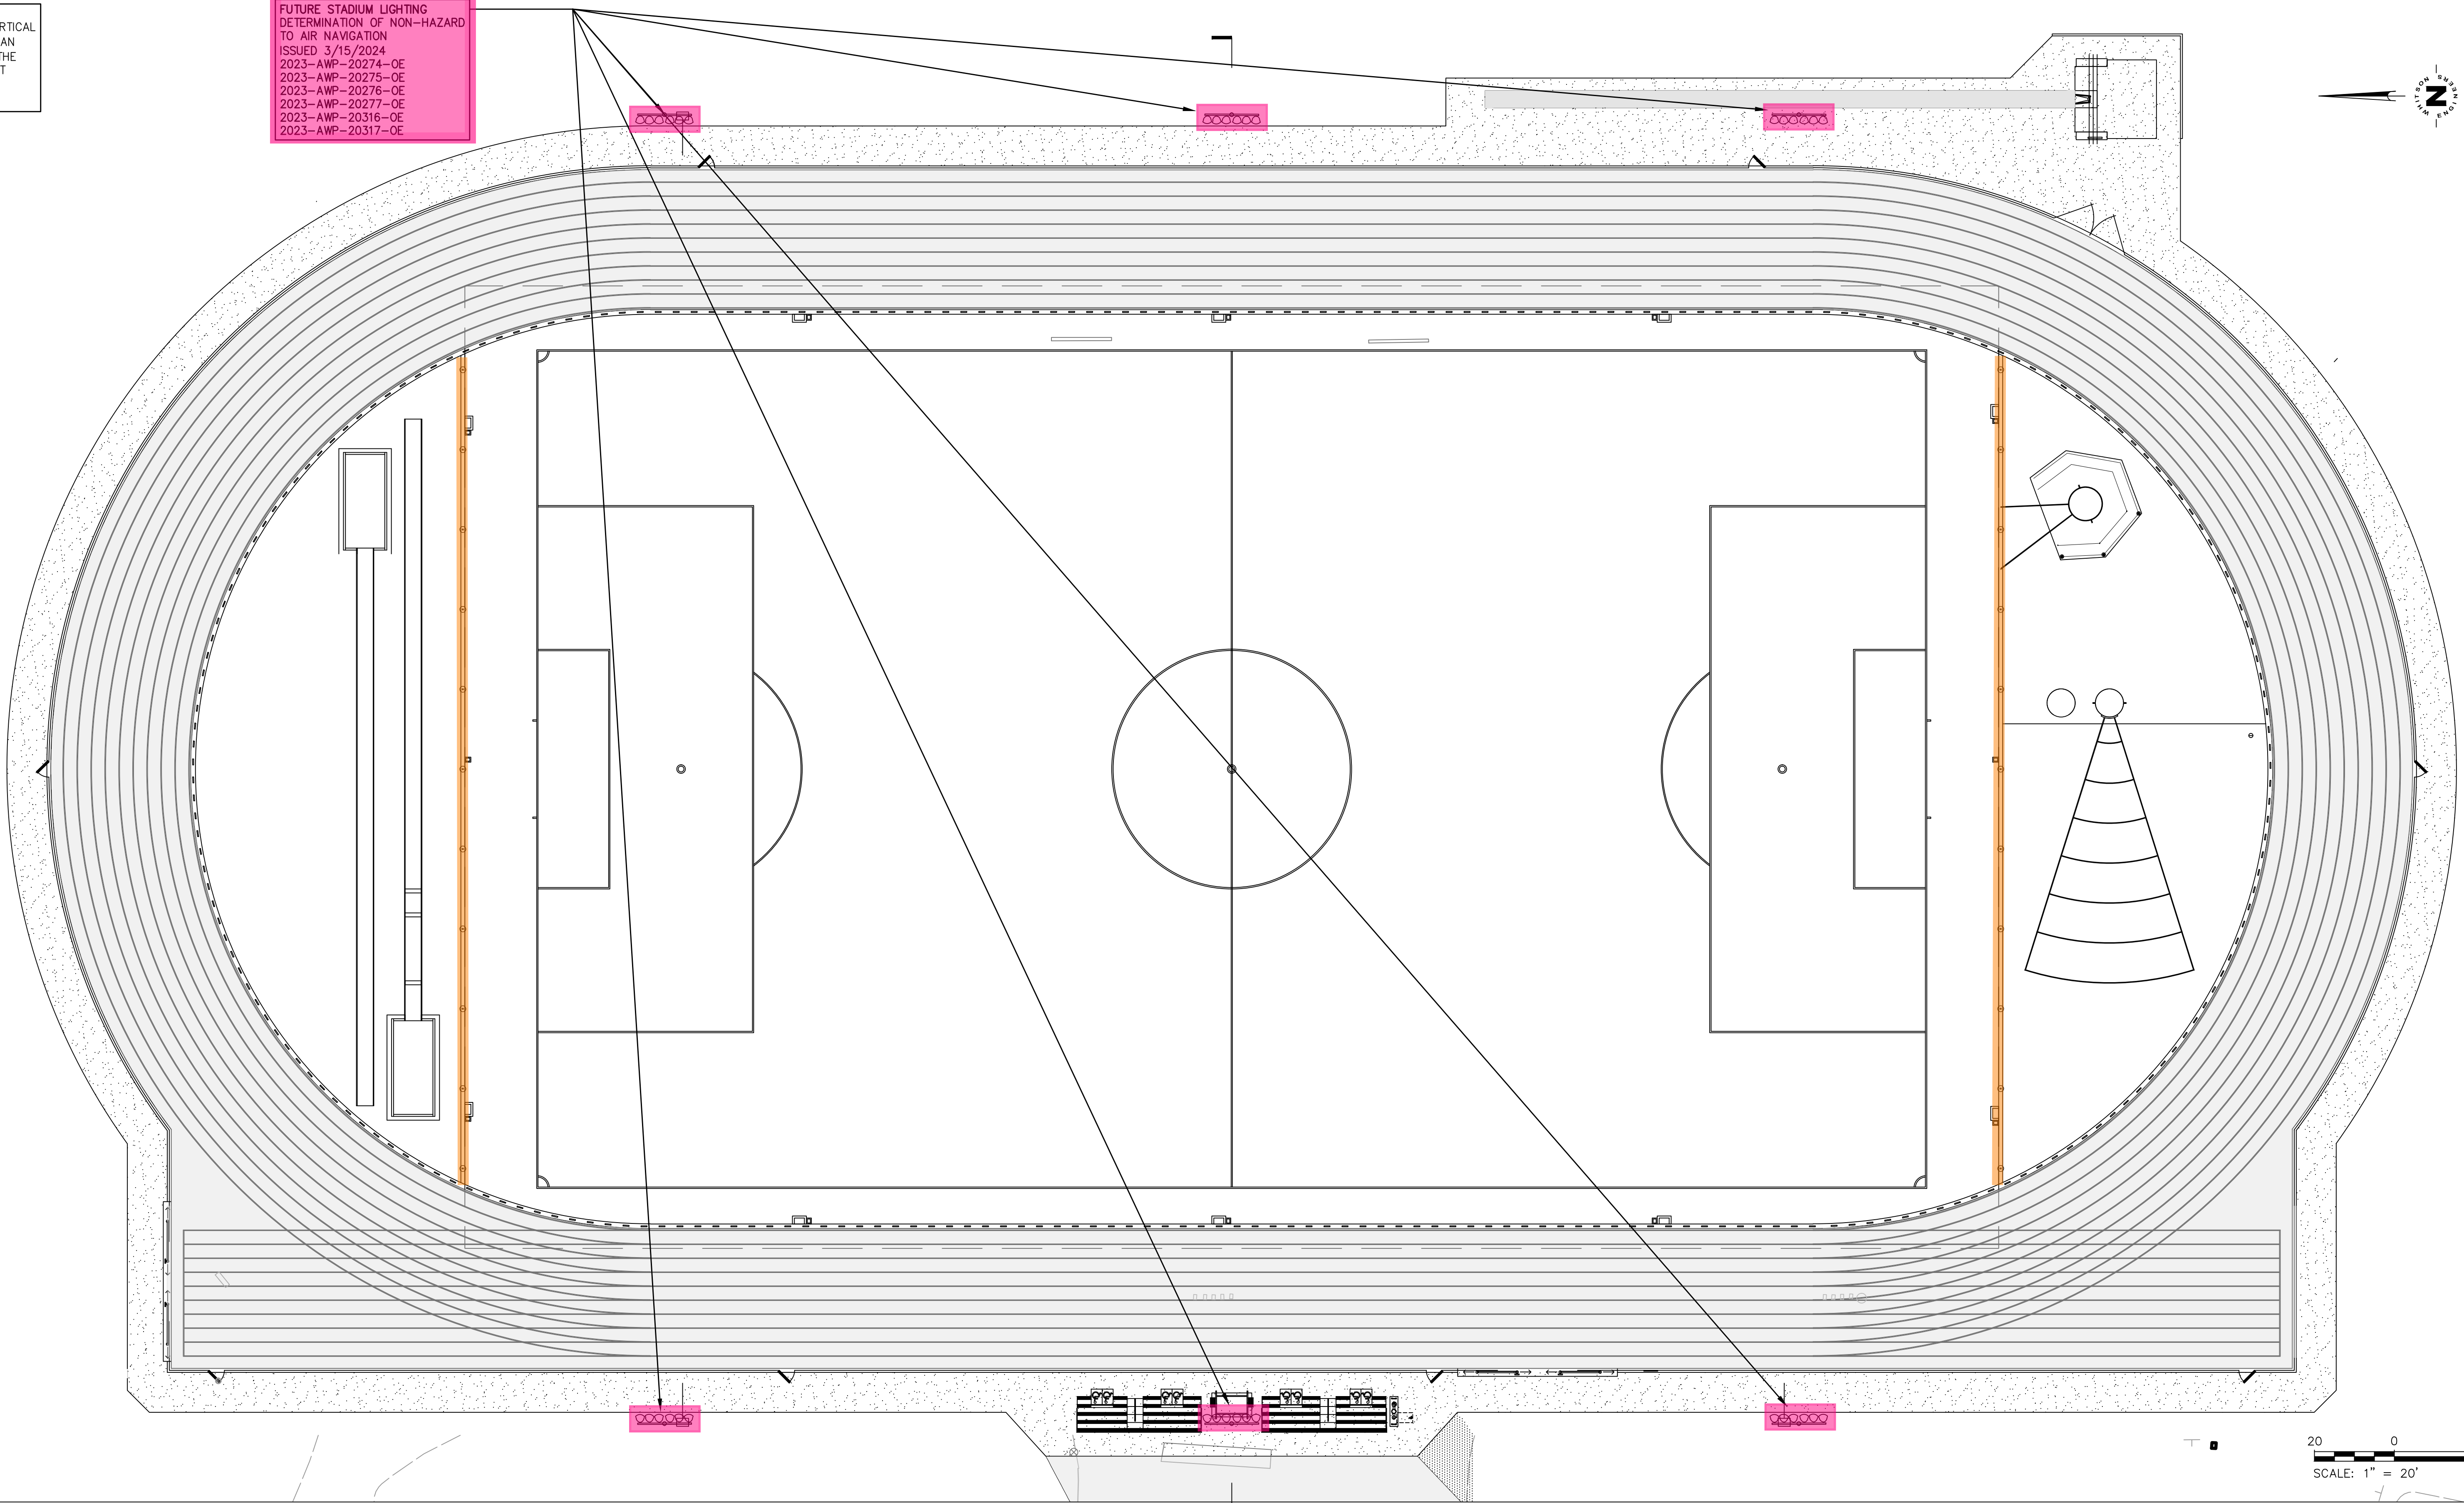 RTICAL
AN
THE
T
FUTURE STADIUM LIGHTING
DETERMINATION OF NON-HAZARD
TO AIR NAVIGATION
ISSUED 3/15/2024
2023-AWP-20274-OE
2023-AWP-20275-OE
2023-AWP-20276-OE
2023-AWP-20277-OE
2023-AWP-20316-OE
2023-AWP-20317-OE
N
WHITSON ENGINEERS
20 0
SCALE: 1" = 20'